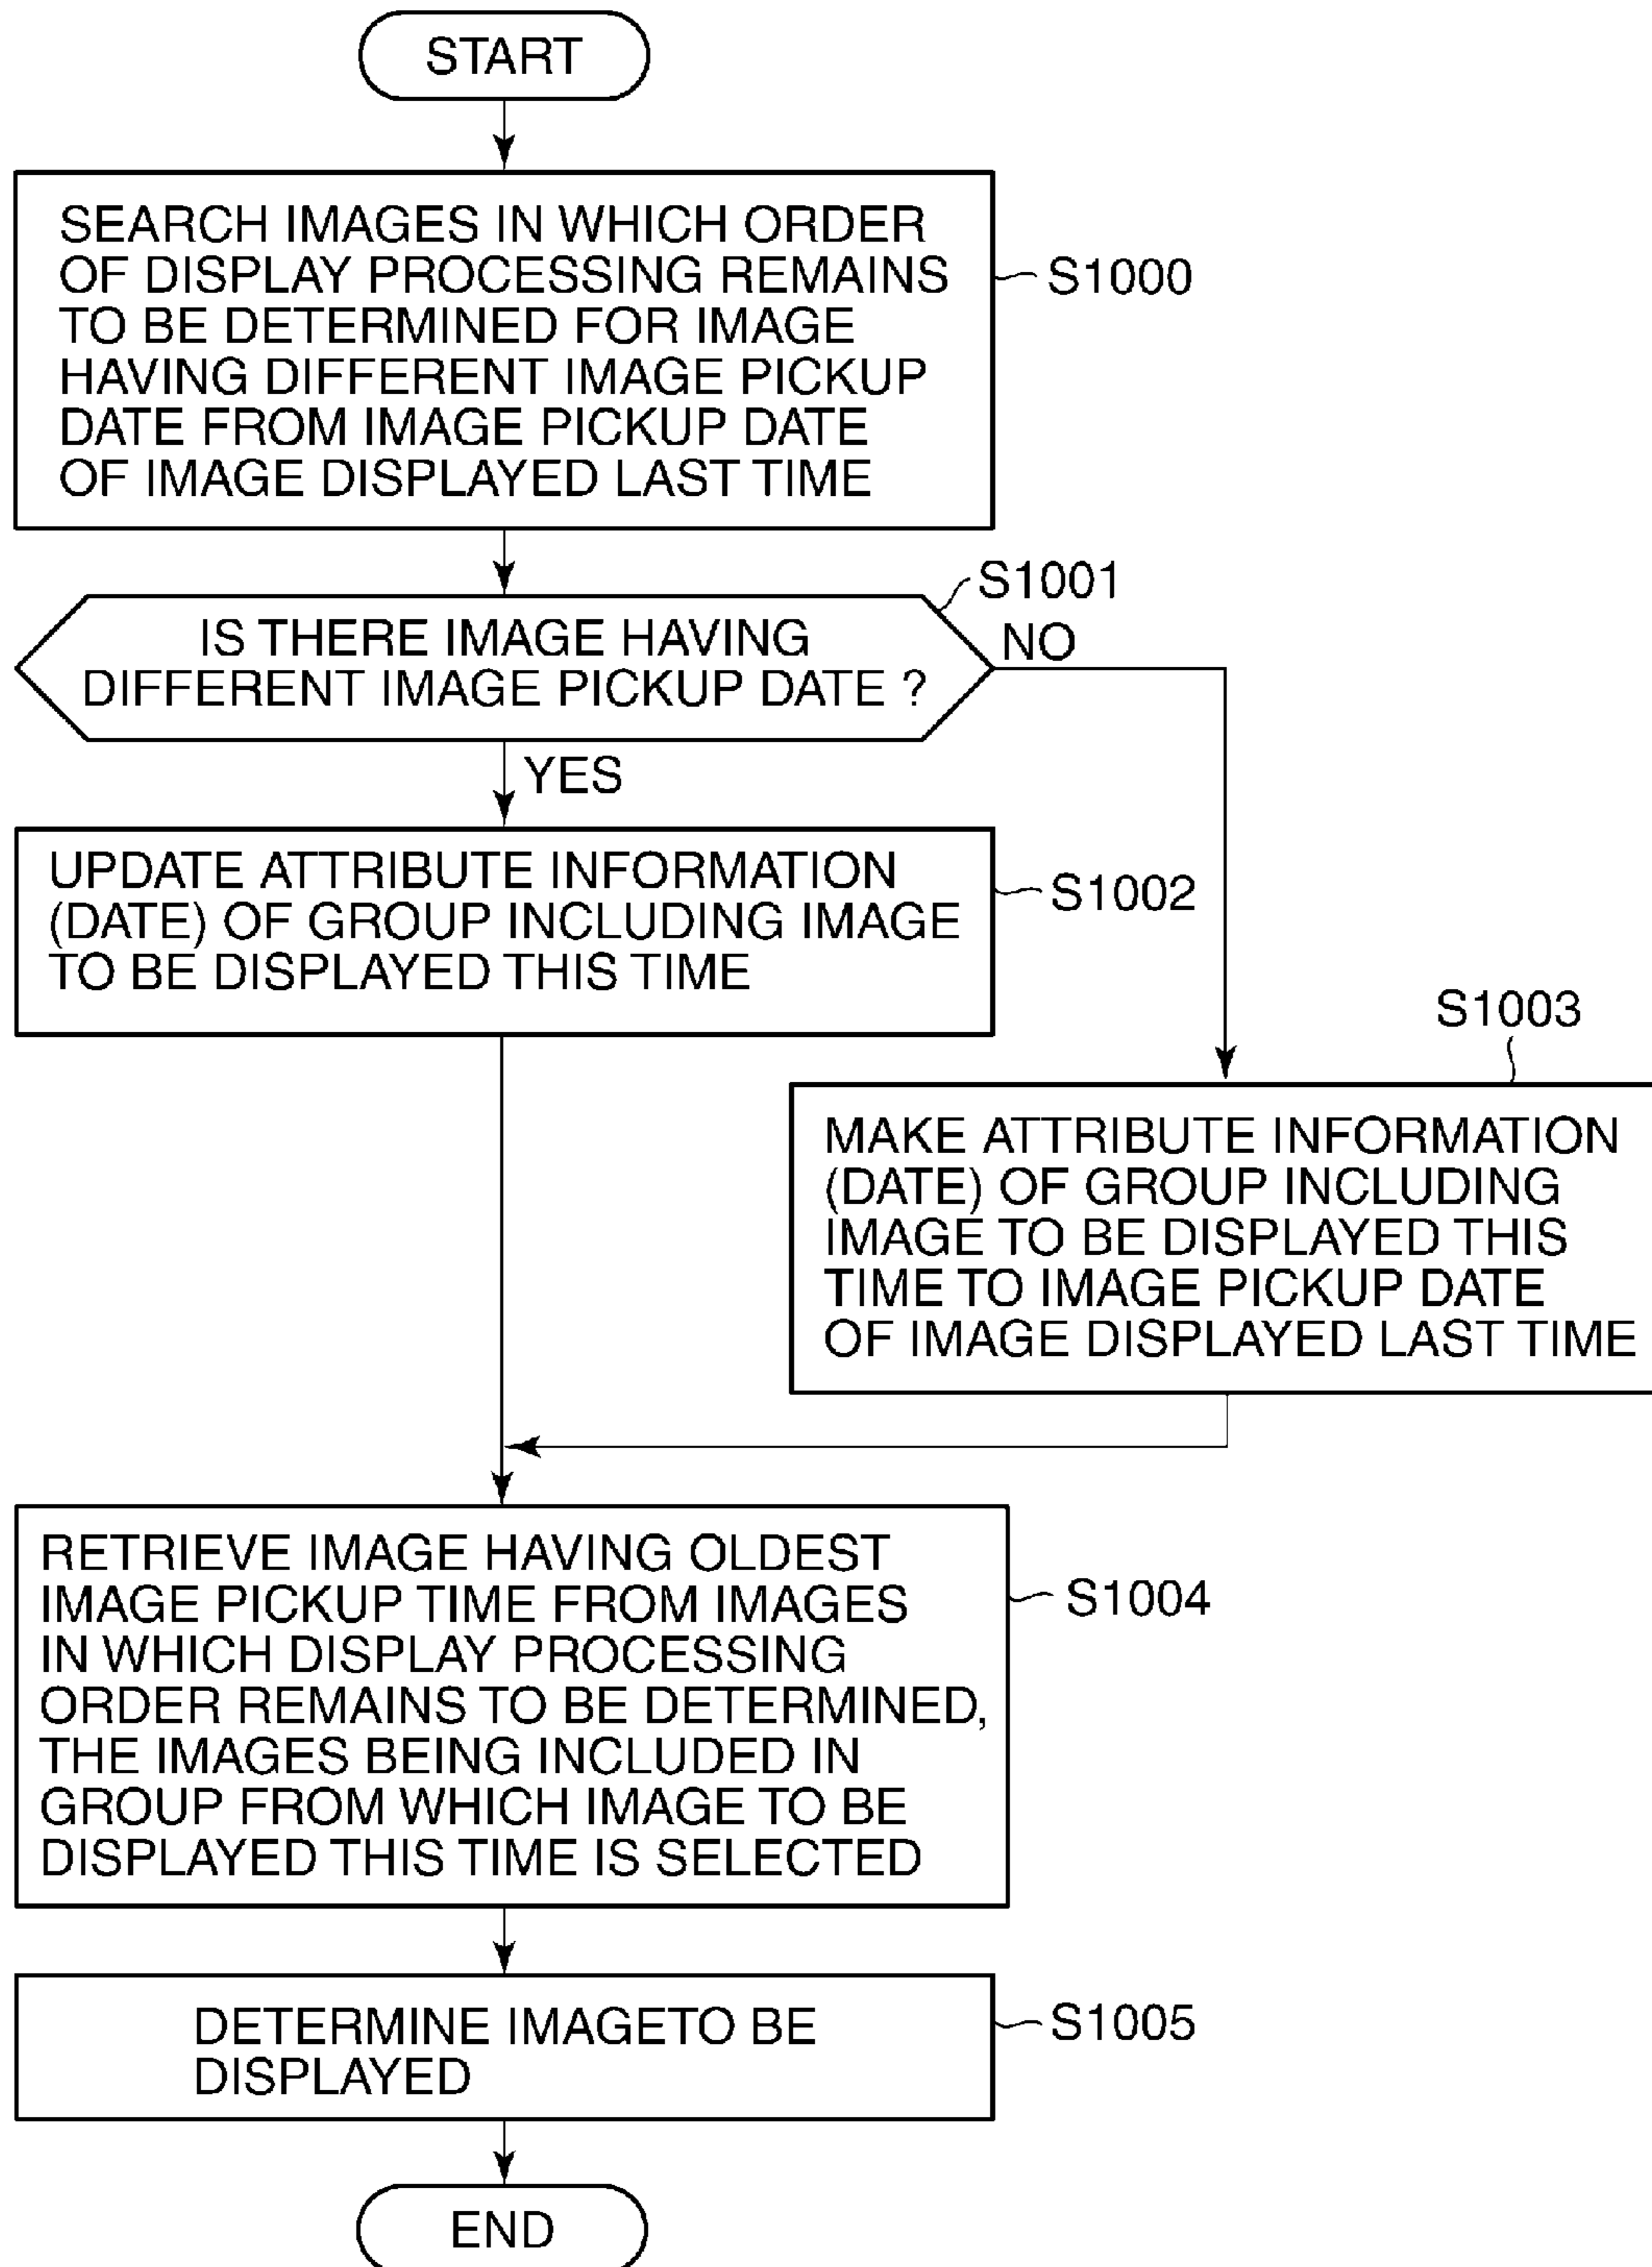 START
SEARCH IMAGES IN WHICH ORDER
OF DISPLAY PROCESSING REMAINS
TO BE DETERMINED FOR IMAGE
HAVING DIFFERENT IMAGE PICKUP
DATE FROM IMAGE PICKUP DATE
OF IMAGE DISPLAYED LAST TIME
S1000
S1001
IS THERE IMAGE HAVING
DIFFERENT IMAGE PICKUP DATE ?
NO
YES
UPDATE ATTRIBUTE INFORMATION
(DATE) OF GROUP INCLUDING IMAGE
TO BE DISPLAYED THIS TIME
S1002
S1003
MAKE ATTRIBUTE INFORMATION
(DATE) OF GROUP INCLUDING
IMAGE TO BE DISPLAYED THIS
TIME TO IMAGE PICKUP DATE
OF IMAGE DISPLAYED LAST TIME
RETRIEVE IMAGE HAVING OLDEST
IMAGE PICKUP TIME FROM IMAGES
IN WHICH DISPLAY PROCESSING
ORDER REMAINS TO BE DETERMINED,
THE IMAGES BEING INCLUDED IN
GROUP FROM WHICH IMAGE TO BE
DISPLAYED THIS TIME IS SELECTED
S1004
DETERMINE IMAGETO BE
DISPLAYED
S1005
END